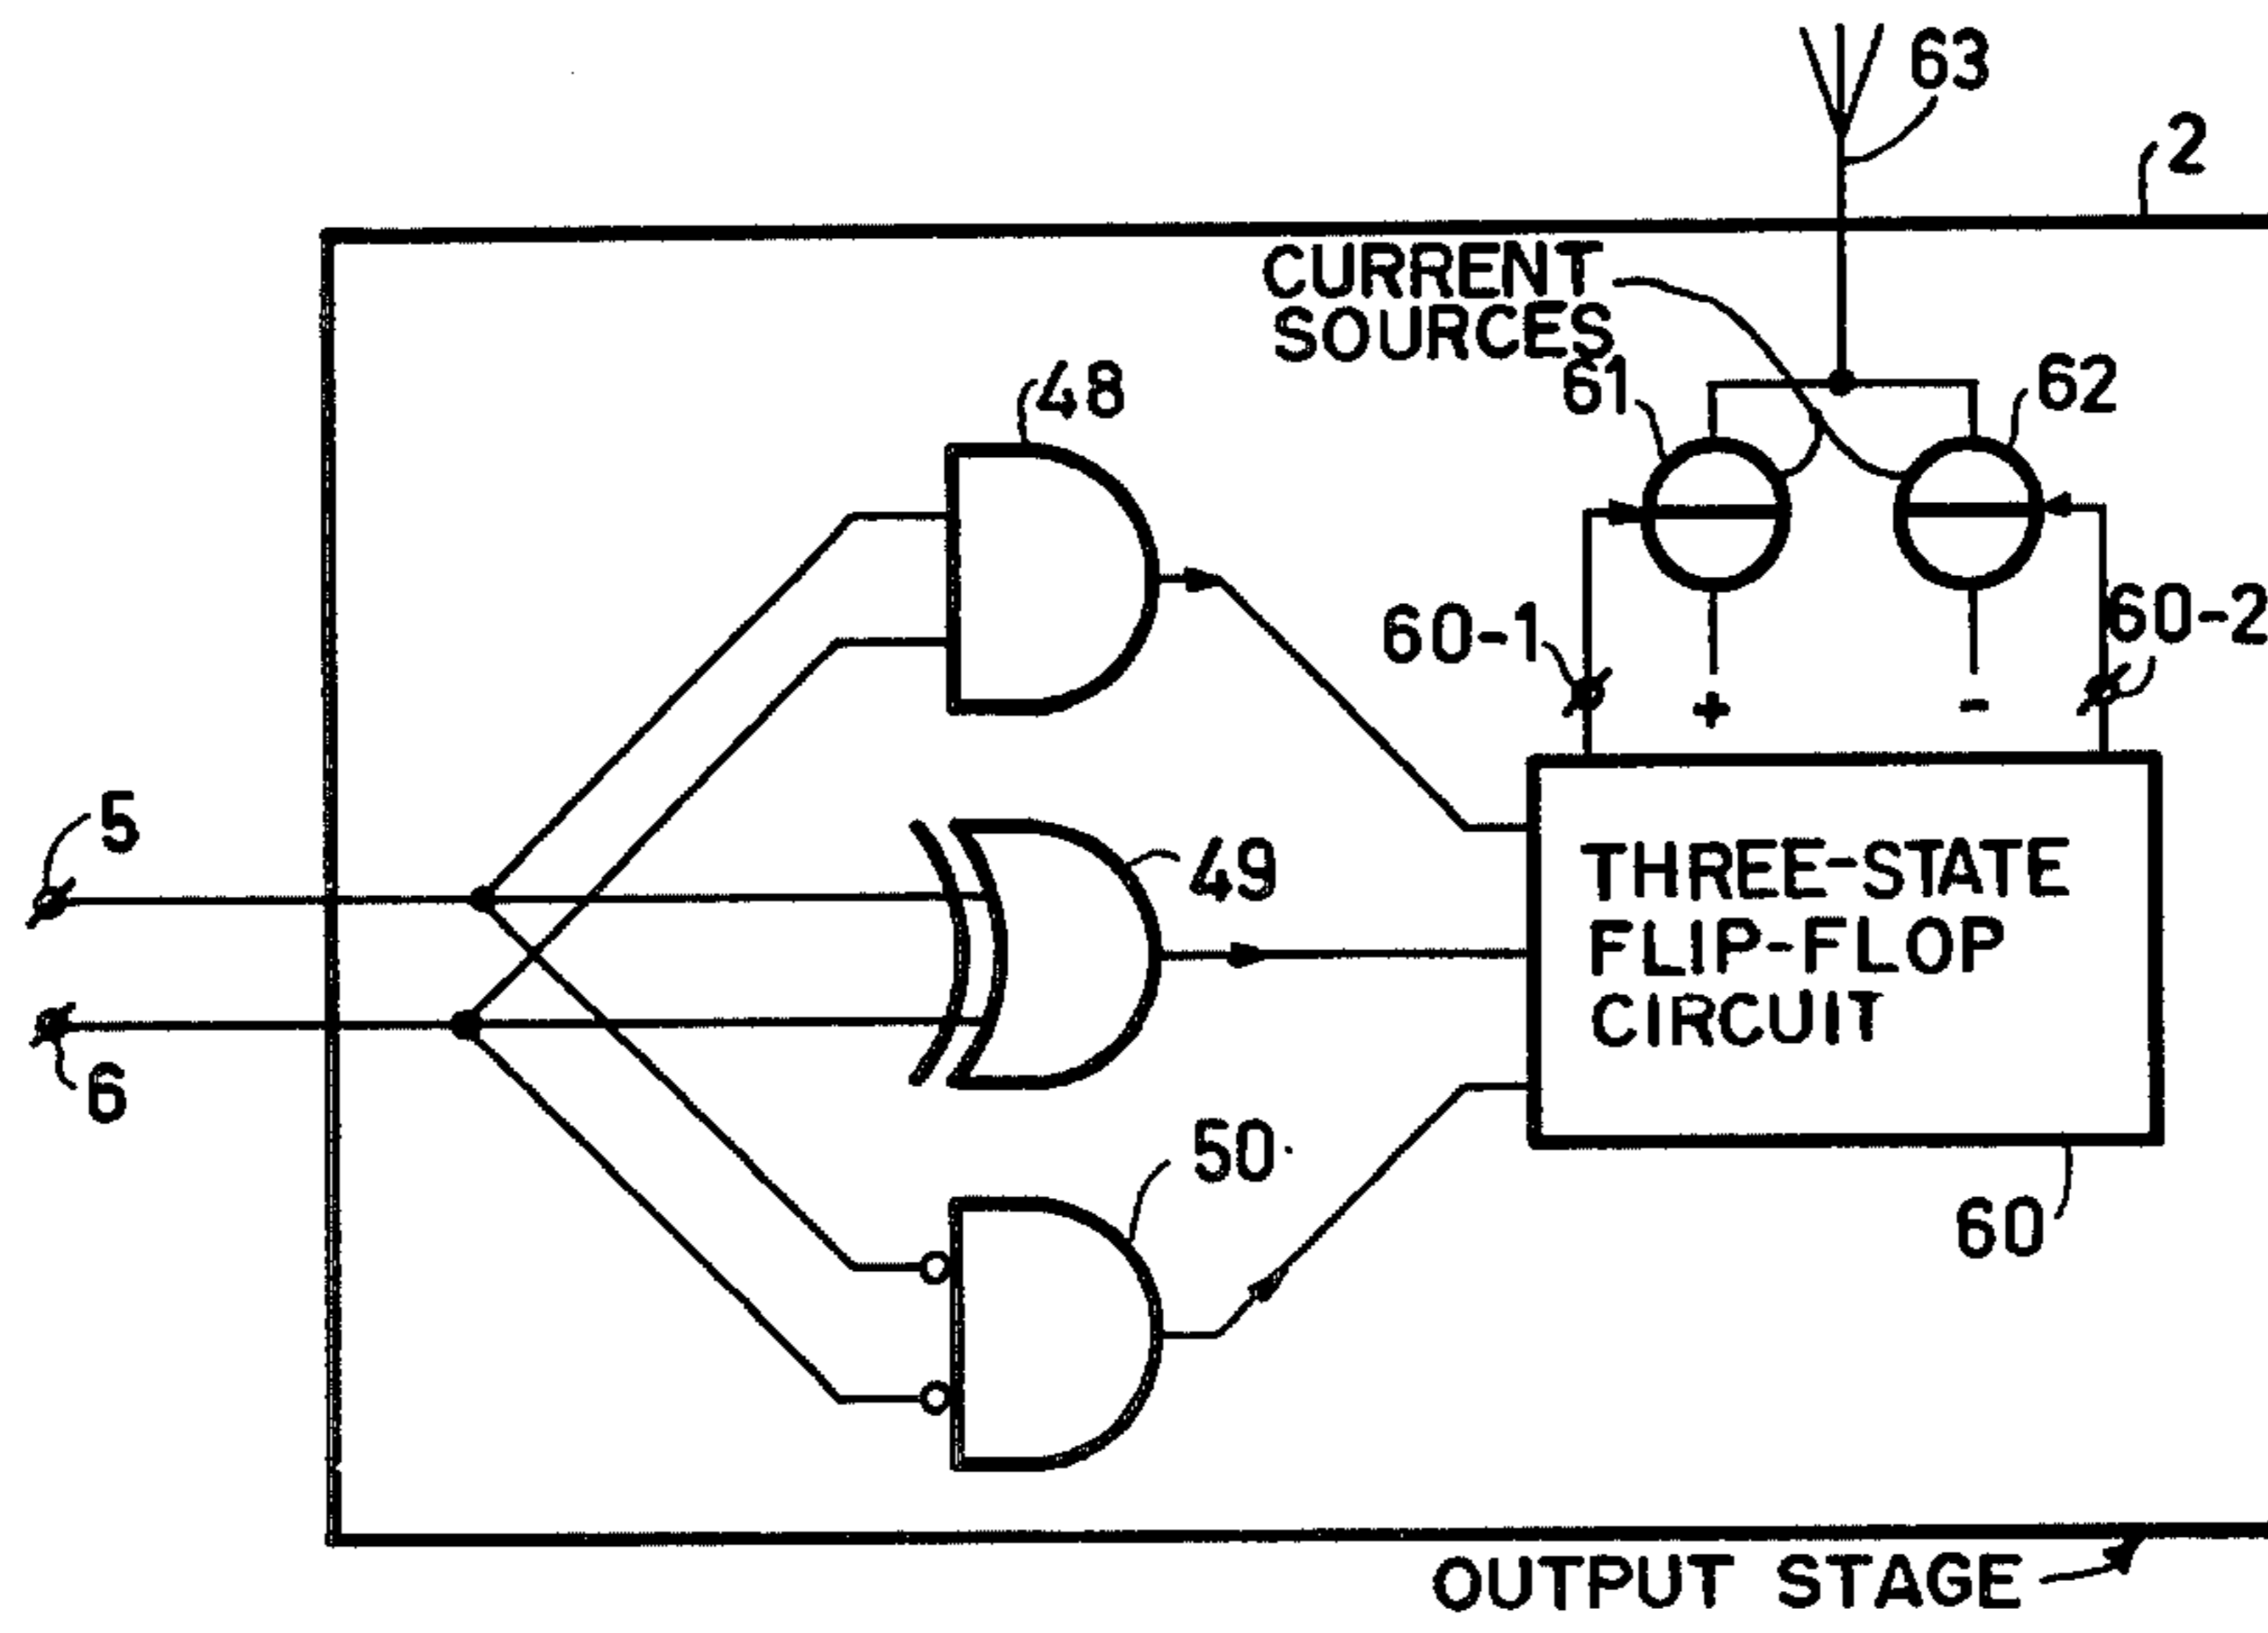 63
2
CURRENT
SOURCES
61
62
48
60-1
60-2
+
-
5
49
THREE-STATE
FLIP-FLOP
CIRCUIT
6
50
60
OUTPUT STAGE